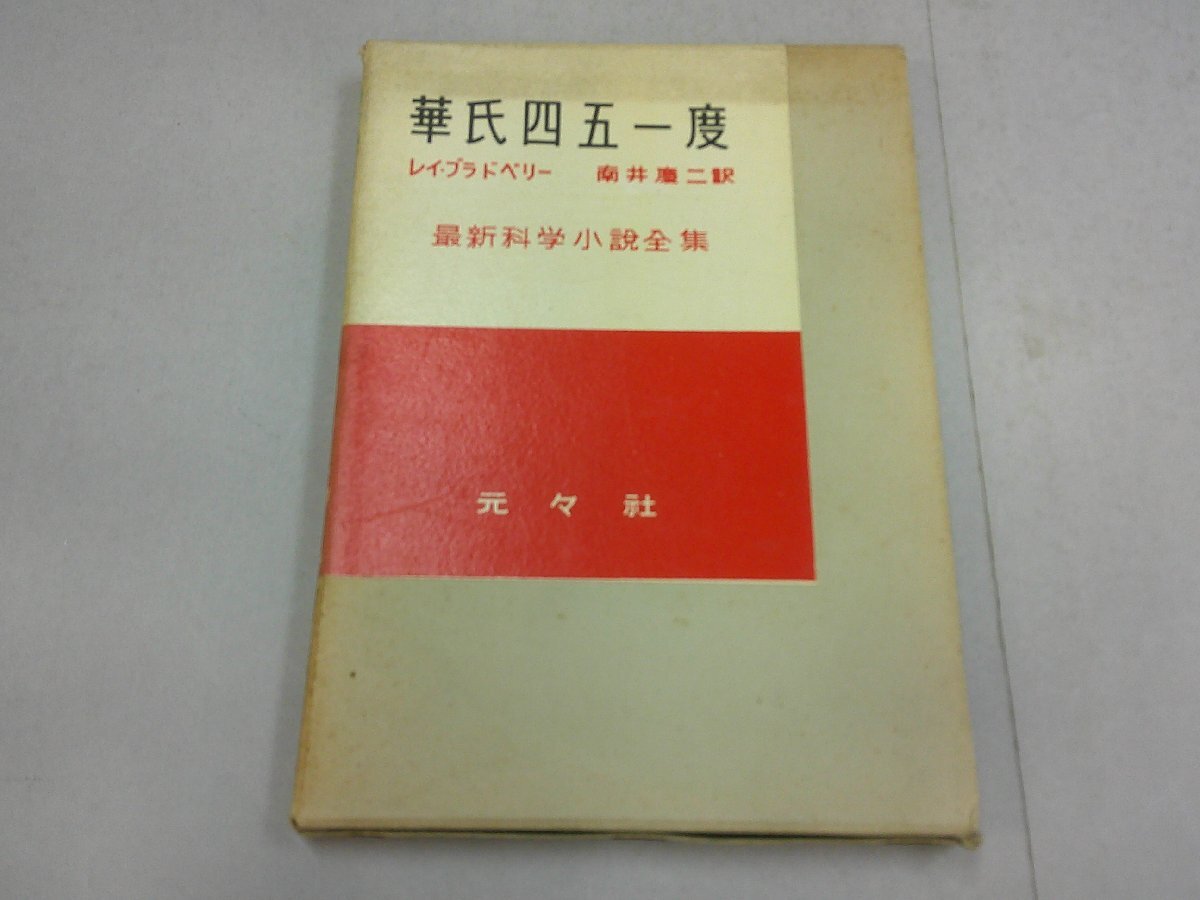 華氏四五一度
レイ・ブラドベリー 南井慶二訳
最新科学小說全集
元々社